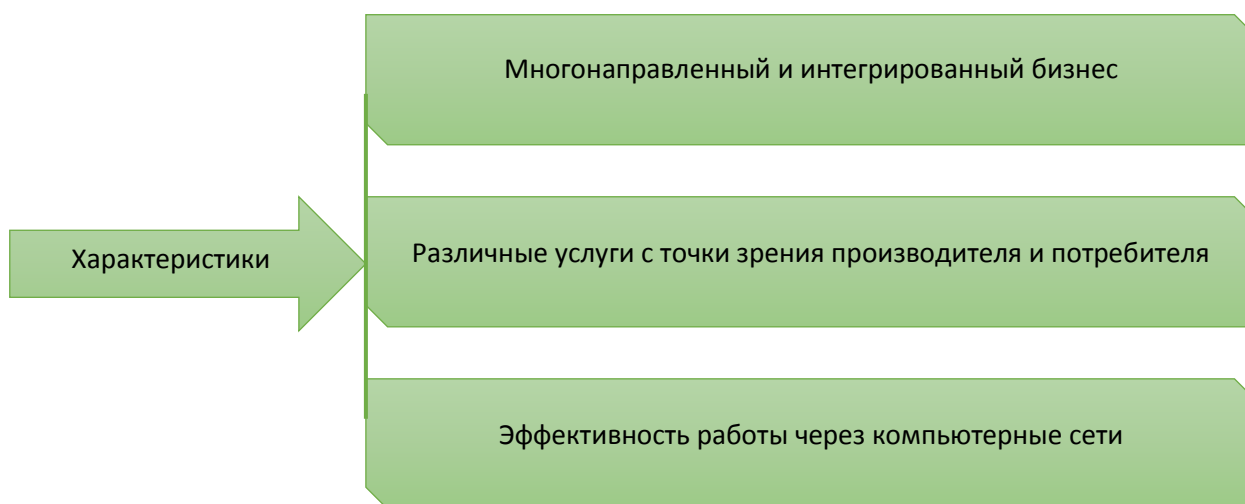 Многонаправленный и интегрированный бизнес
Характеристики
Различные услуги с точки зрения производителя и потребителя
Эффективность работы через компьютерные сети